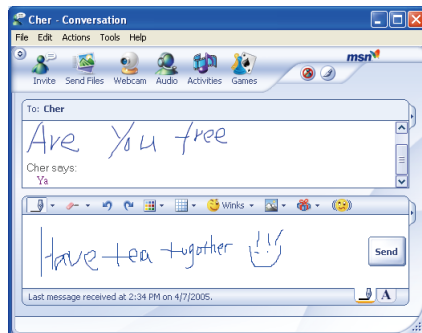 Cher - Conversation
File Edit Actions Tools Help
Invite Send Files Webcam Audio Activities Games
msn
To: Cher
Are You free
Cher says:
Ya
Winks
Have tea togother
Send
Last message received at 2:34 PM on 4/7/2005.
A